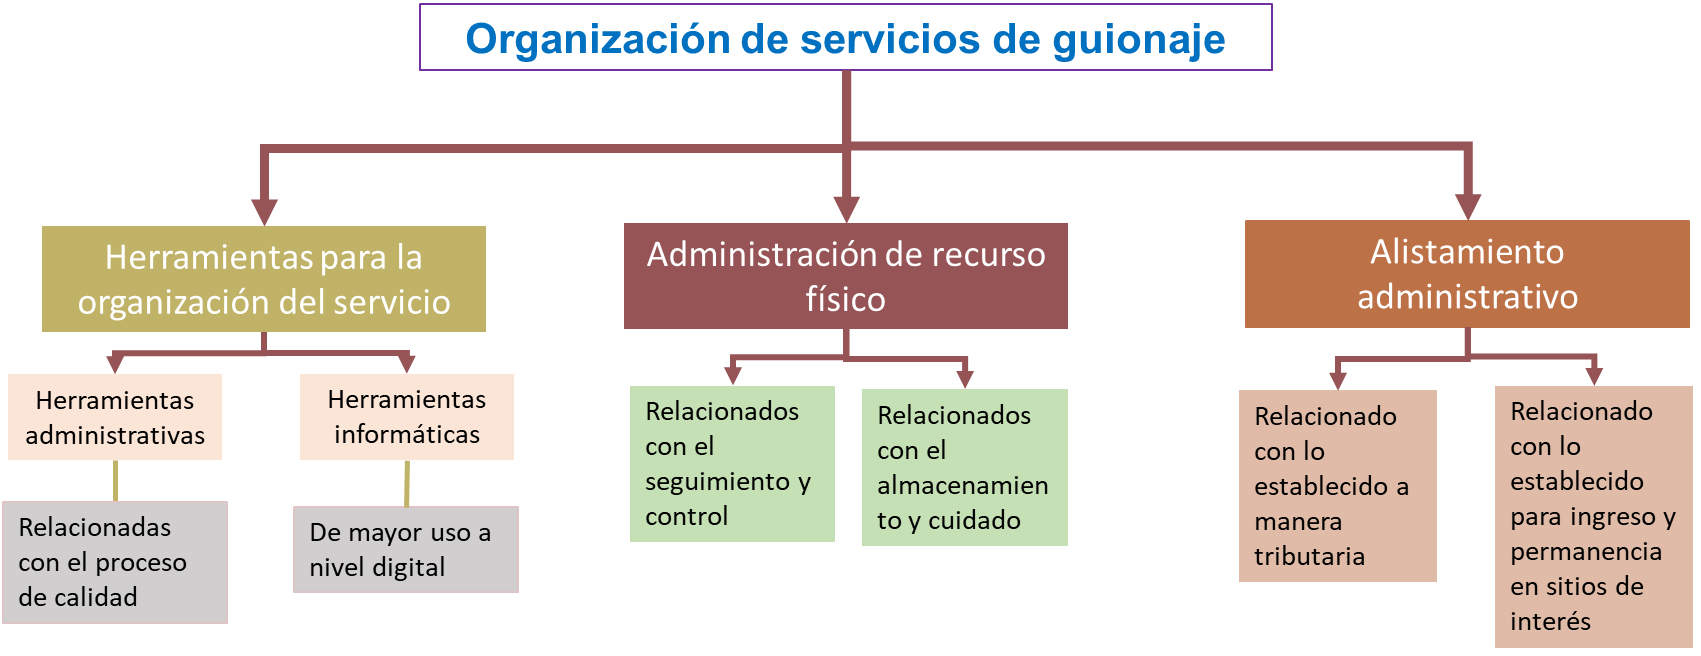 Organización de servicios de guionaje
Herramientas para la
organización del servicio
Administración de recurso
físico
Alistamiento
administrativo
Herramientas
administrativas
Herramientas
informáticas
Relacionadas
con el proceso
de calidad
De mayor uso a
nivel digital
Relacionados
con el
seguimiento y
control
Relacionados
con el
almacenamien
to y cuidado
Relacionado
con lo
establecido a
manera
tributaria
Relacionado
con lo
establecido
para ingreso y
permanencia
en sitios de
interés